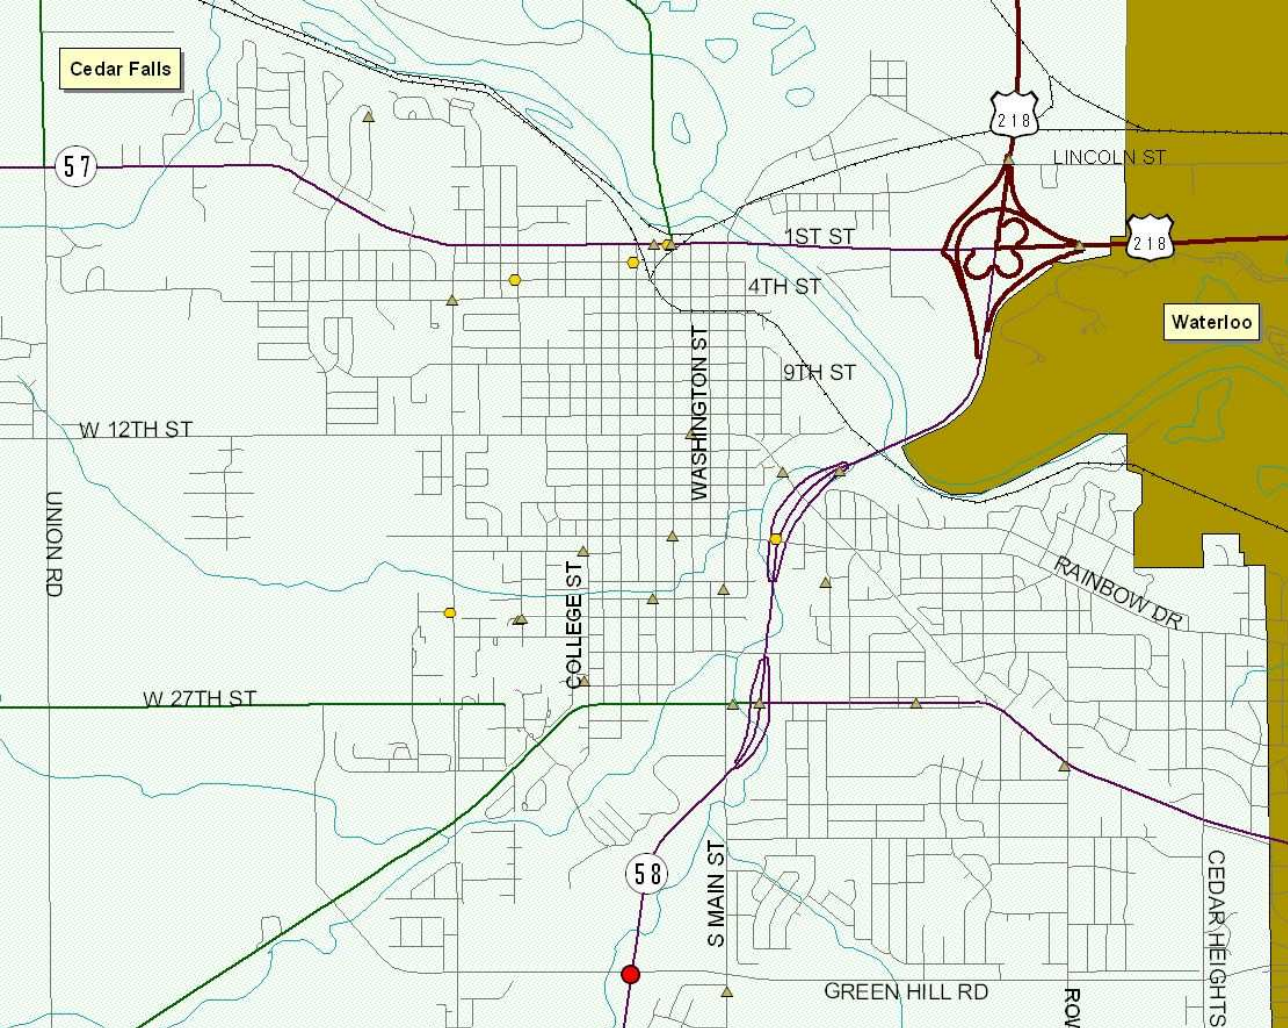 Cedar Falls
218
LINCOLN ST
57
1ST ST
218
4TH ST
Waterloo
WASHINGTON ST
9TH ST
W 12TH ST
UNION RD
RAINBOW DR
COLLEGE ST
W 27TH ST
58
S MAIN ST
CEDAR HEIGHTS
GREEN HILL RD